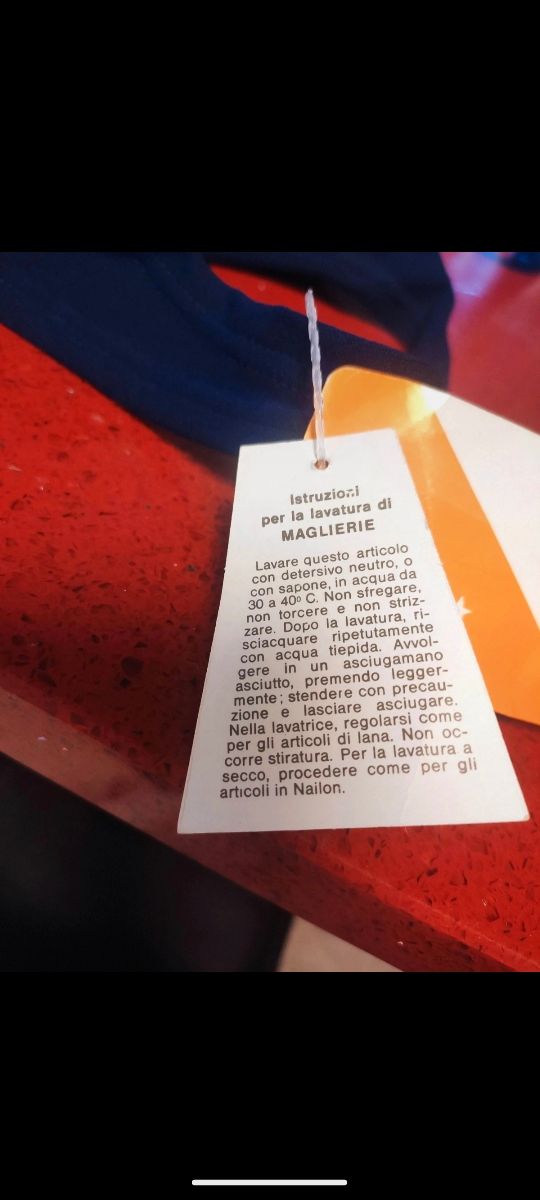 Istruzioni
per la lavatura di
MAGLIERIE
Lavare questo articolo
con detersivo neutro, o
con sapone, in acqua da
30 a 40º C. Non sfregare,
non torcere e non striz-
zare. Dopo la lavatura, ri-
sciacquare ripetutamente
con acqua tiepida. Avvol-
gere in un asciugamano
asciutto, premendo legger-
mente; stendere con precau-
zione e lasciare asciugare.
Nella lavatrice, regolarsi come
per gli articoli di lana. Non oc-
corre stiratura. Per la lavatura a
secco, procedere come per gli
articoli in Nailon.